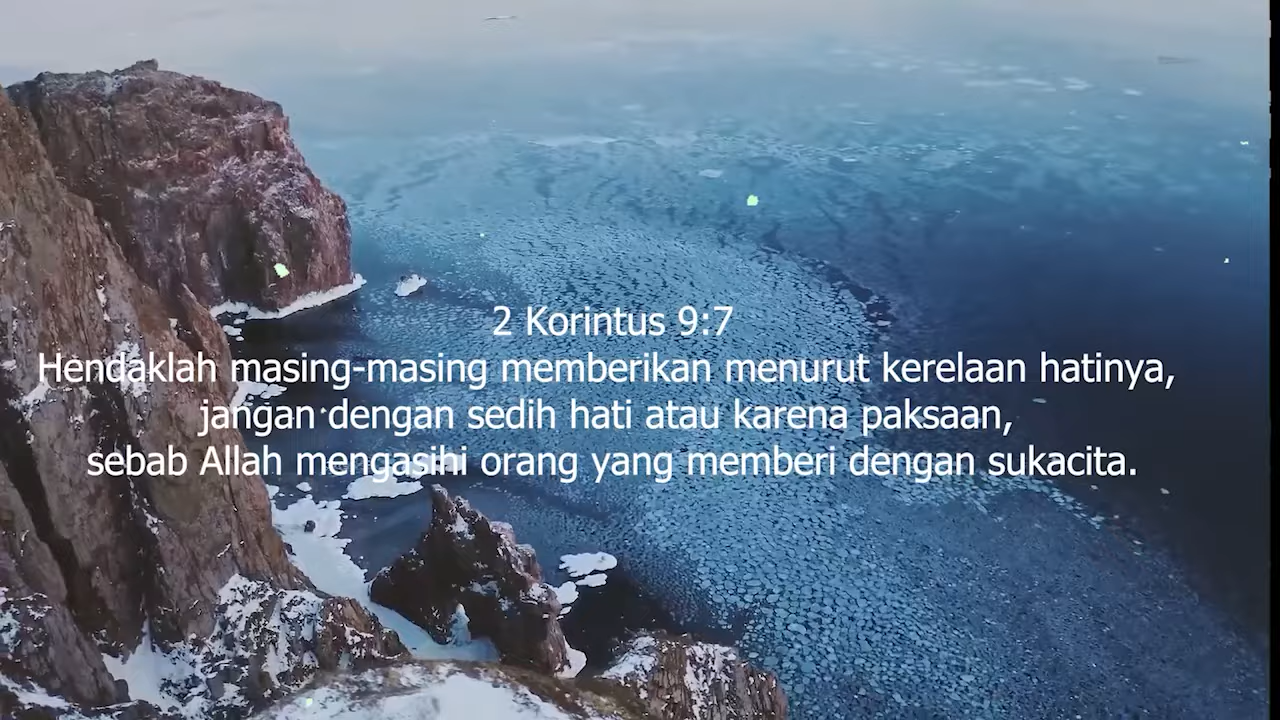 2 Korintus 9:7
Hendaklah masing-masing memberikan menurut kerelaan hatinya,
jangan dengan sedih hati atau karena paksaan,
sebab Allah mengasihi orang yang memberi dengan sukacita.